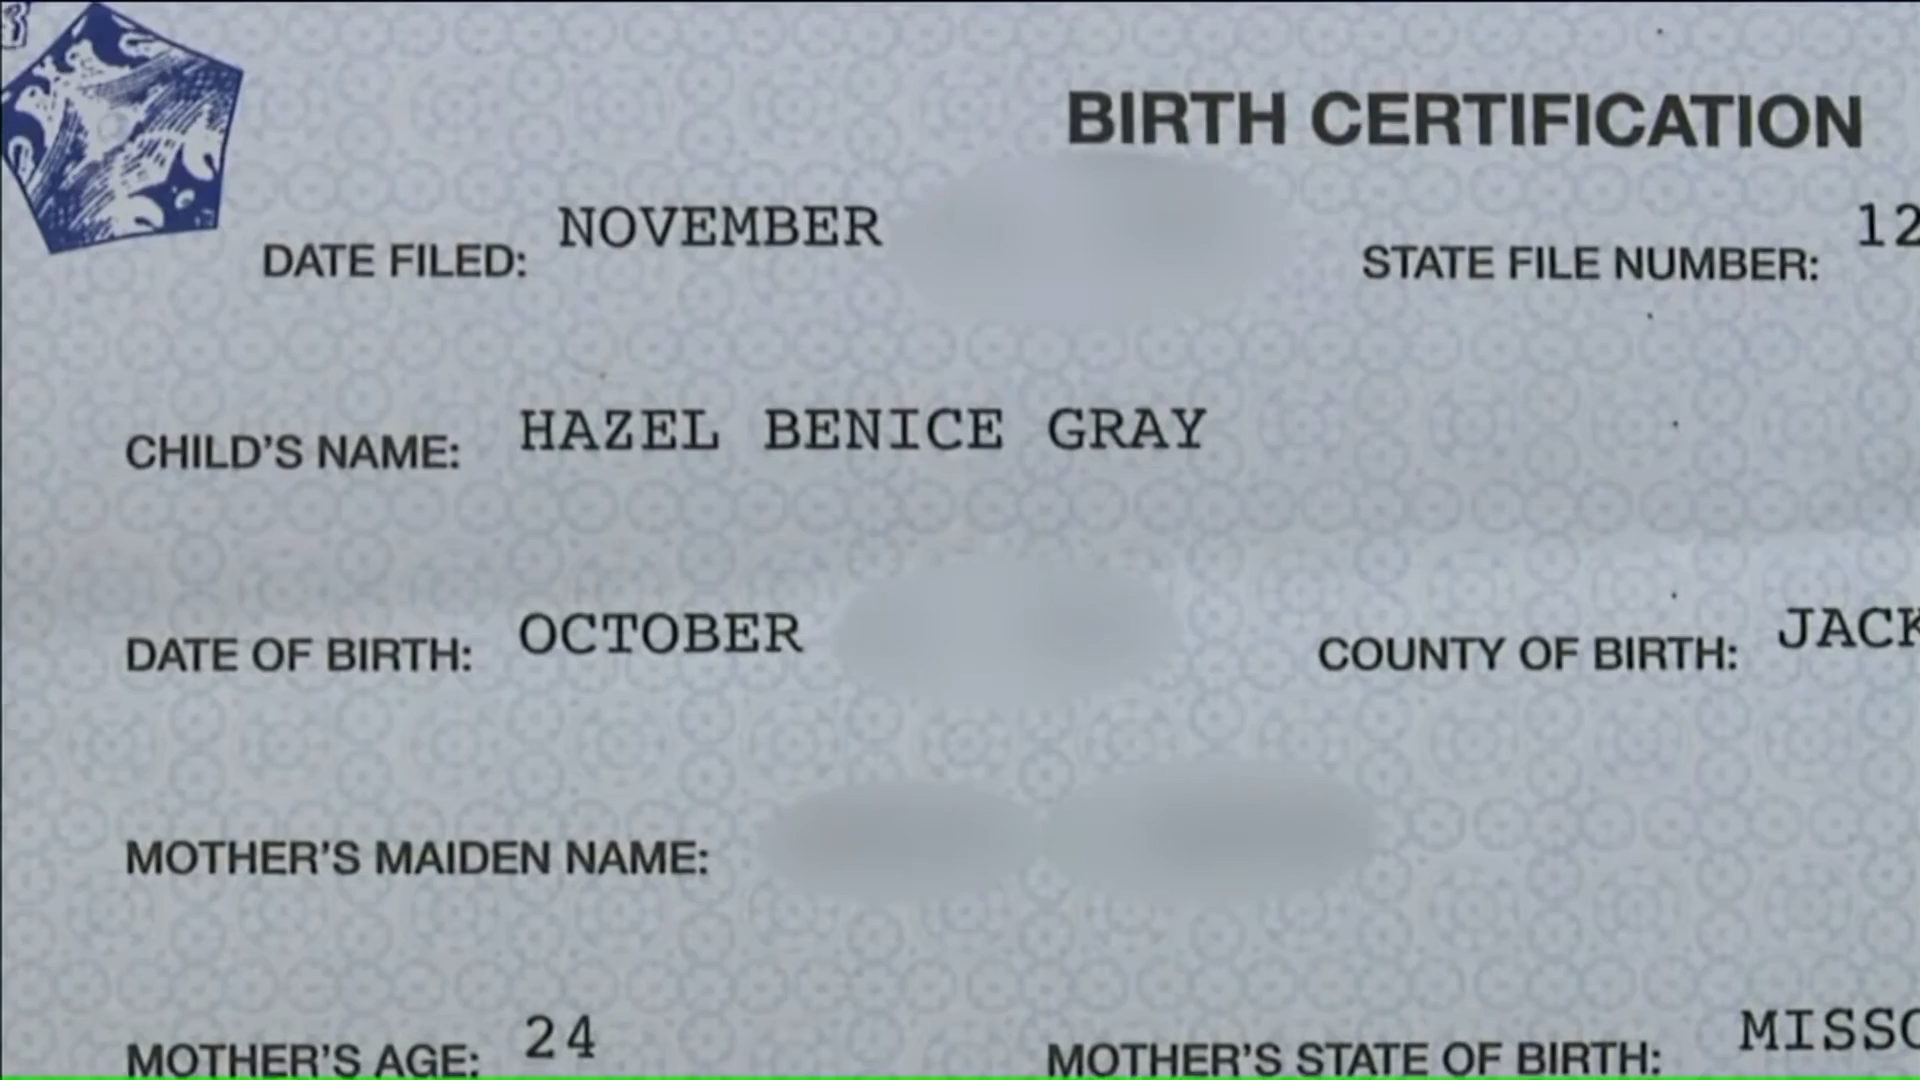 BIRTH CERTIFICATION
DATE FILED: NOVEMBER STATE FILE NUMBER: 12
CHILD'S NAME: HAZEL BENICE GRAY
DATE OF BIRTH: OCTOBER COUNTY OF BIRTH: JACK
MOTHER'S MAIDEN NAME:
MOTHER'S AGE: 24 MOTHER'S STATE OF BIRTH: MISSO